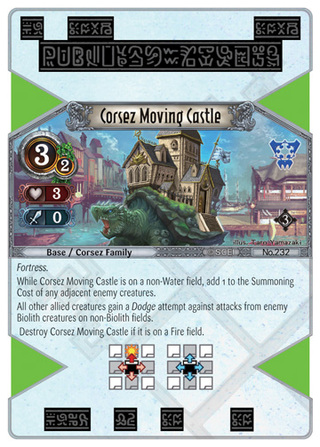 Corsez Moving Castle
3
2
3
0
3
illus. Tarō Yamazaki
Base / Corsez Family
SCE I
No.232
Fortress.
While Corsez Moving Castle is on a non-Water field, add 1 to the Summoning
Cost of any adjacent enemy creatures.
All other allied creatures gain a Dodge attempt against attacks from enemy
Biolith creatures on non-Biolith fields.
Destroy Corsez Moving Castle if it is on a Fire field.